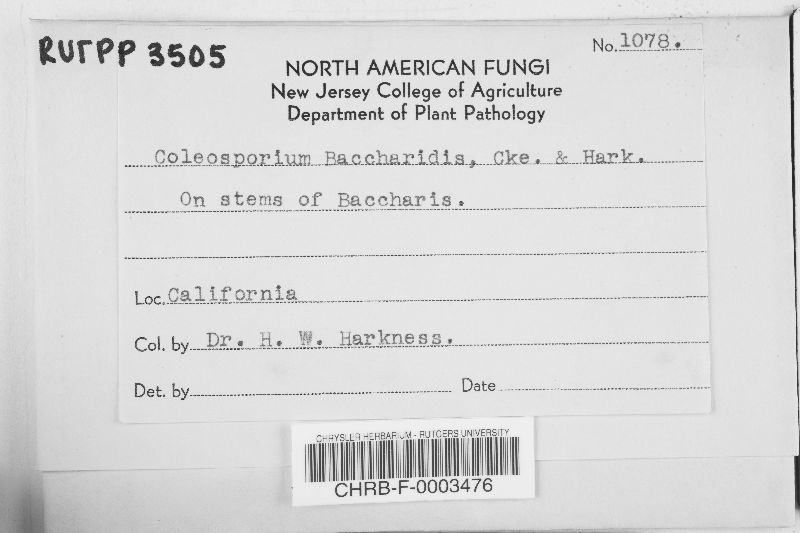 RUTPP 3505
No. 1078.
NORTH AMERICAN FUNGI
New Jersey College of Agriculture
Department of Plant Pathology
Coleosporium Baccharidis, Cke. & Hark.
On stems of Baccharis.
Loc. California
Col. by Dr. H. W. Harkness.
Det. by Date
CHRYSLER HERBARIUM - RUTGERS UNIVERSITY
CHRB-F-0003476